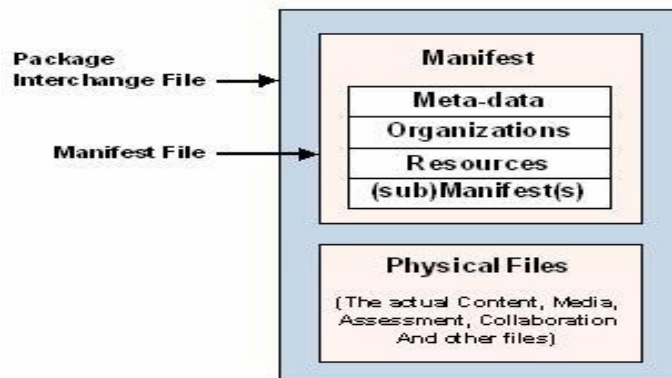 Package
Interchange File
Manifest File
Manifest
Meta-data
Organizations
Resources
(sub)Manifest(s)
Physical Files
(The actual Content, Media,
Assessment, Collaboration
And other files)